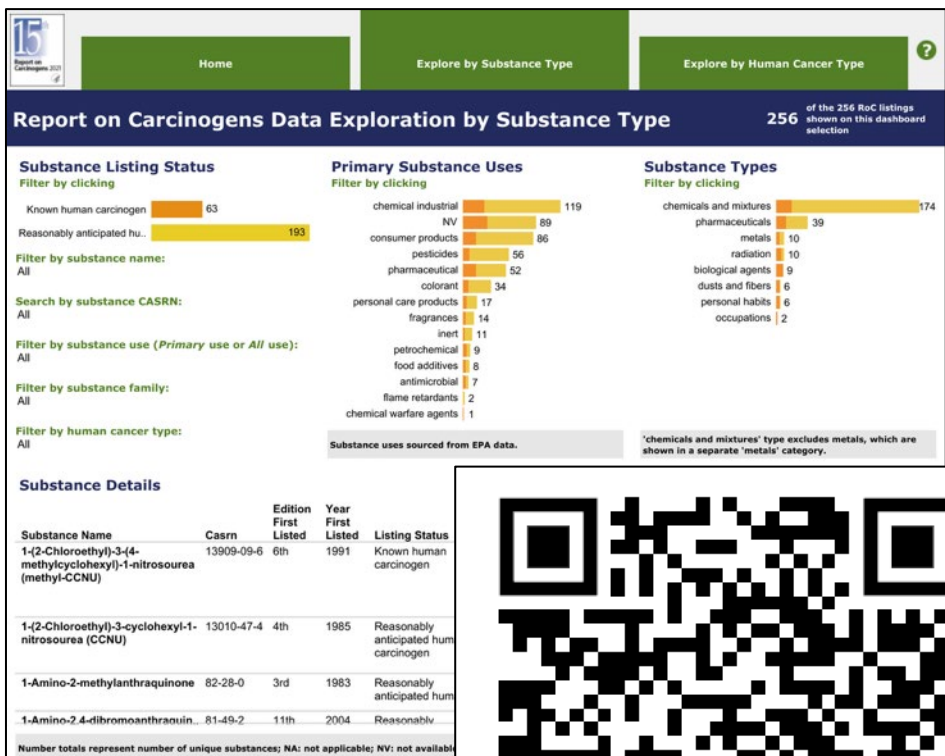 15th
Report on
Carcinogens 2021
Home
Explore by Substance Type
Explore by Human Cancer Type
?
Report on Carcinogens Data Exploration by Substance Type
256
of the 256 RoC listings
shown on this dashboard
selection
Substance Listing Status
Filter by clicking
Known human carcinogen 63
Reasonably anticipated hu.. 193
Filter by substance name:
All
Search by substance CASRN:
All
Filter by substance use (Primary use or All use):
All
Filter by substance family:
All
Filter by human cancer type:
All
Primary Substance Uses
Filter by clicking
chemical industrial 119
NV 89
consumer products 86
pesticides 56
pharmaceutical 52
colorant 34
personal care products 17
fragrances 14
inert 11
petrochemical 9
food additives 8
antimicrobial 7
flame retardants 2
chemical warfare agents 1
Substance uses sourced from EPA data.
Substance Types
Filter by clicking
chemicals and mixtures 174
pharmaceuticals 39
metals 10
radiation 10
biological agents 9
dusts and fibers 6
personal habits 6
occupations 2
'chemicals and mixtures' type excludes metals, which are
shown in a separate 'metals' category.
Substance Details
Substance Name Casrn Edition First Listed Year First Listed Listing Status
1-(2-Chloroethyl)-3-(4- 13909-09-6 6th 1991 Known human
methylcyclohexyl)-1-nitrosourea carcinogen
(methyl-CCNU)
1-(2-Chloroethyl)-3-cyclohexyl-1- 13010-47-4 4th 1985 Reasonably
nitrosourea (CCNU) anticipated hum
carcinogen
1-Amino-2-methylanthraquinone 82-28-0 3rd 1983 Reasonably
anticipated hum
1-Amino-2,4-dibromoanthraquin.. 81-49-2 11th 2004 Reasonably
Number totals represent number of unique substances; NA: not applicable; NV: not available